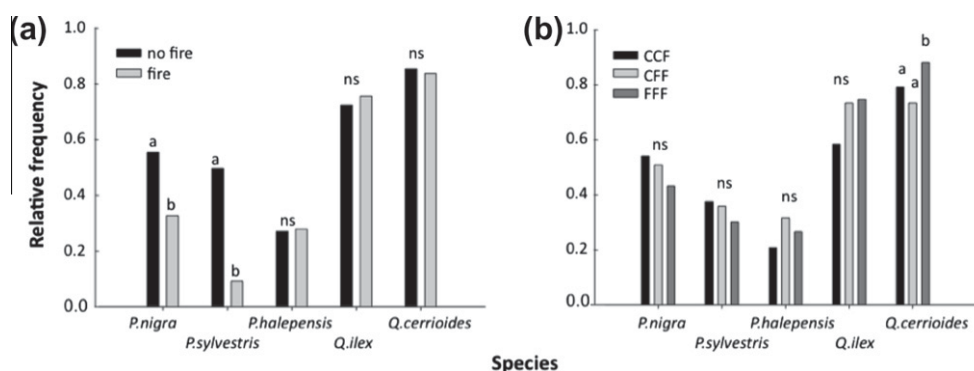 (a)
1.0
0.8
0.6
0.4
0.2
0.0
Relative frequency
no fire
fire
a
b
a
b
ns
ns
ns
P.nigra
P.sylvestris
P.halepensis
Q.ilex
Q.cerrioides
(b)
1.0
0.8
0.6
0.4
0.2
0.0
CCF
CFF
FFF
ns
ns
ns
ns
a
a
b
P.nigra
P.sylvestris
P.halepensis
Q.ilex
Q.cerrioides
Species